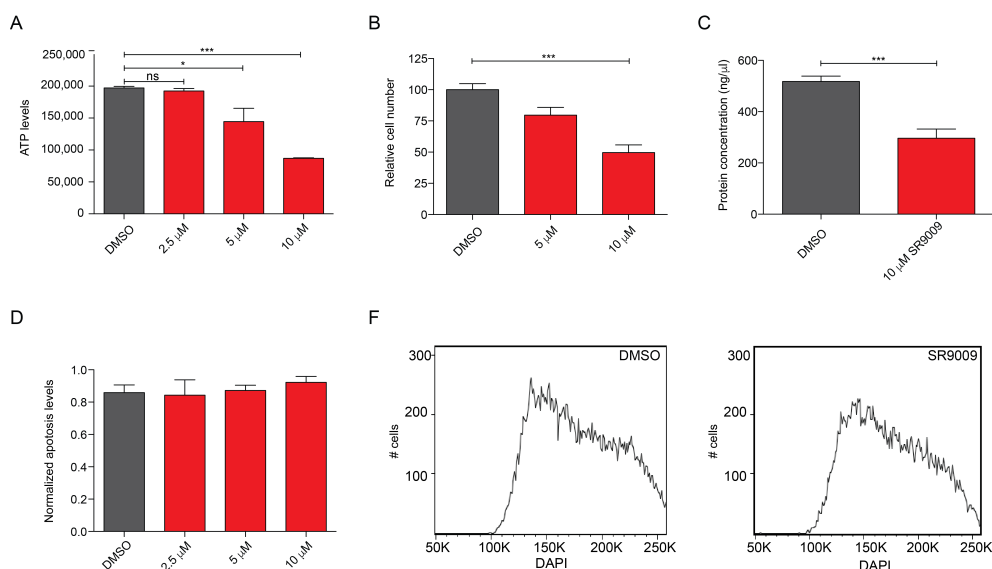 A
250,000
200,000
150,000
100,000
50,000
0
ATP levels
***
*
ns
DMSO
2.5 μM
5 μM
10 μM
B
125
100
75
50
25
0
Relative cell number
***
DMSO
5 μM
10 μM
C
600
400
200
0
Protein concentration (ng/μl)
***
DMSO
10 μM SR9009
D
1.0
0.8
0.6
0.4
0.2
0.0
Normalized apotosis levels
DMSO
2.5 μM
5 μM
10 μM
F
DMSO
300
200
100
# cells
50K 100K 150K 200K 250K
DAPI
SR9009
300
200
100
# cells
50K 100K 150K 200K 250K
DAPI